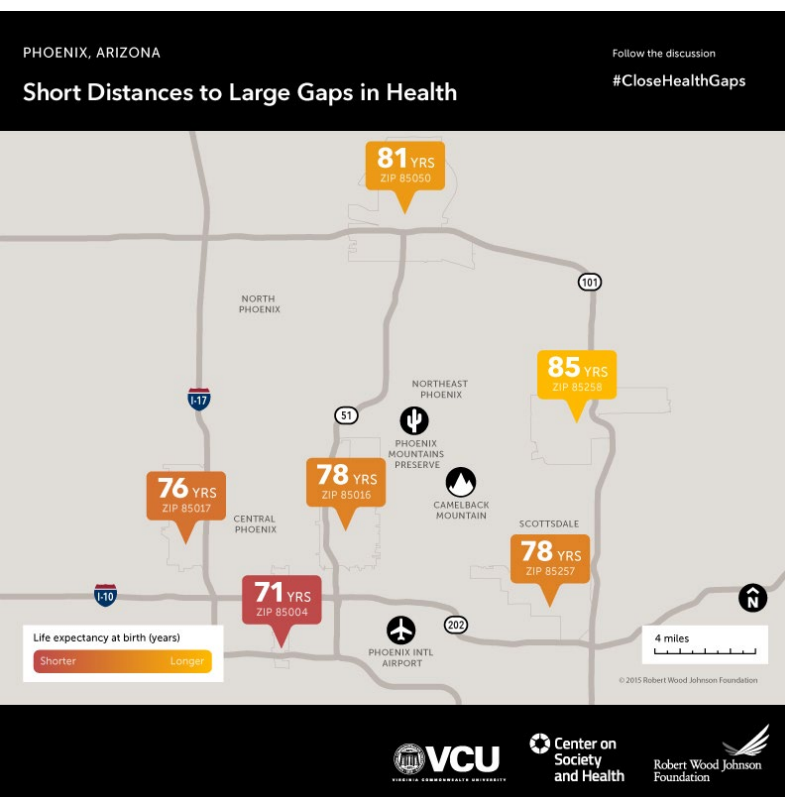 PHOENIX, ARIZONA
Short Distances to Large Gaps in Health
Follow the discussion
#CloseHealthGaps
81 YRS
ZIP 85050
101
NORTH
PHOENIX
85 YRS
ZIP 85258
NORTHEAST
PHOENIX
I-17
51
PHOENIX
MOUNTAINS
PRESERVE
76 YRS
ZIP 85017
78 YRS
ZIP 85016
CAMELBACK
MOUNTAIN
CENTRAL
PHOENIX
SCOTTSDALE
78 YRS
ZIP 85257
71 YRS
ZIP 85004
I-10
N
202
PHOENIX INTL
AIRPORT
Life expectancy at birth (years)
Shorter
Longer
4 miles
© 2015 Robert Wood Johnson Foundation
VCU
VIRGINIA COMMONWEALTH UNIVERSITY
Center on
Society
and Health
Robert Wood Johnson
Foundation